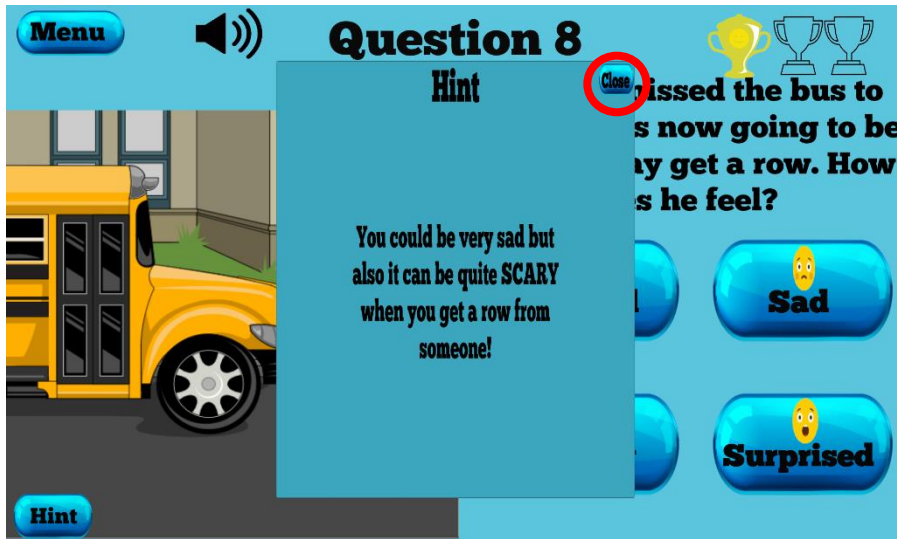 Menu
Question 8
Hint
Close
missed the bus to
s now going to be
ay get a row. How
s he feel?
You could be very sad but
also it can be quite SCARY
when you get a row from
someone!
Sad
Surprised
Hint